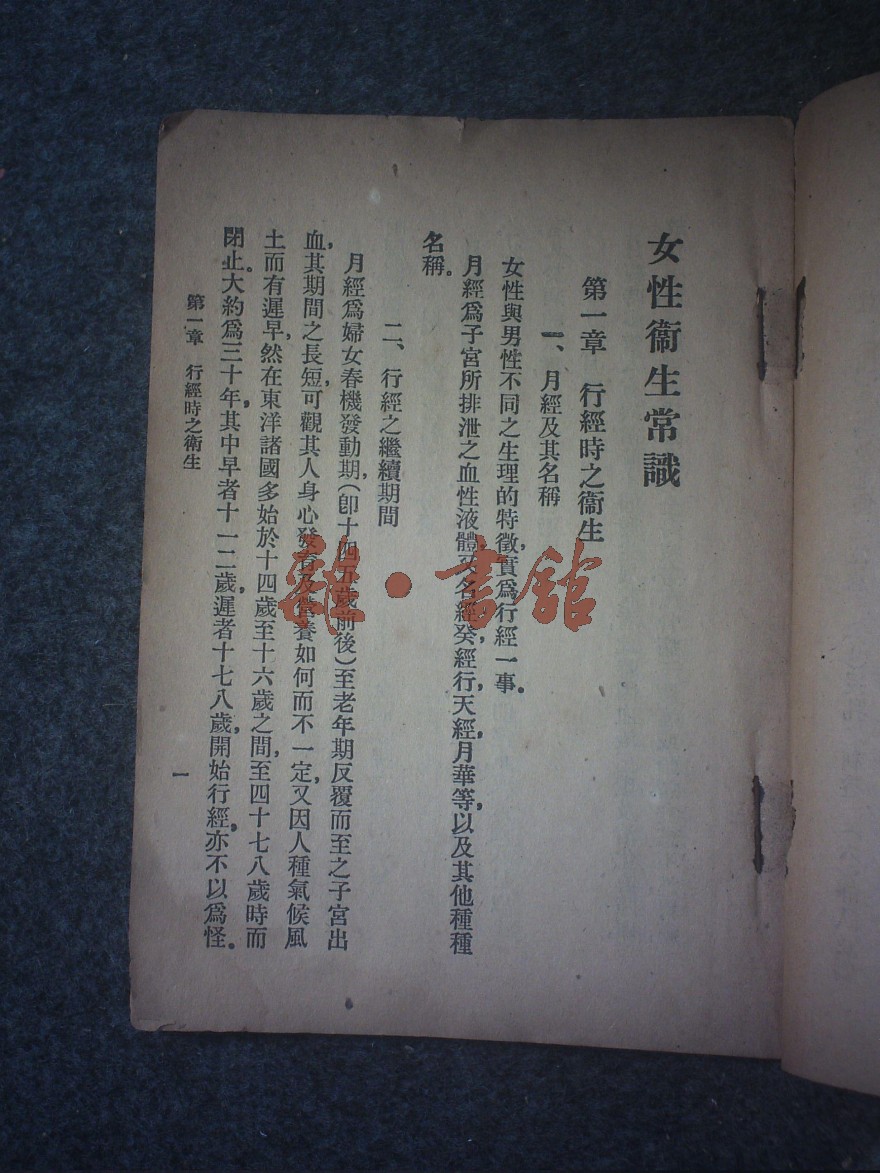 女性衞生常識
第一章　行經時之衞生
一、月經及其名稱
女性與男性不同之生理的特徵，實爲行經一事。
月經爲子宮所排泄之血性液體，又名經癸，經行，天經，月華等，以及其他種種
名稱。
二、行經之繼續期間
月經爲婦女春機發動期，（卽十四五歲前後）至老年期反覆而至之子宮出
血，其期間之長短，可觀其人身心發育及營養如何而不一定，又因人種氣候風
土而有遲早，然在東洋諸國多始於十四歲至十六歲之間，至四十七八歲時而
閉止。大約爲三十年，其中早者十一二歲，遲者十七八歲，開始行經，亦不以爲怪。
第一章　行經時之衞生
一
雜·書館